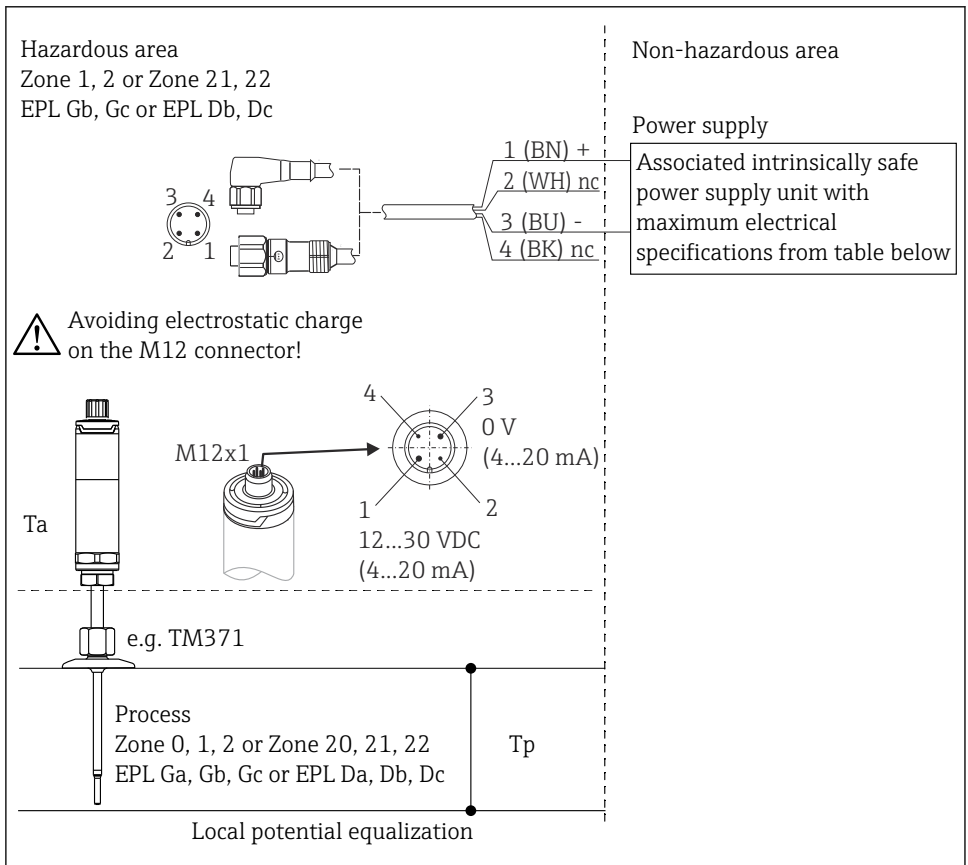 Hazardous area
Zone 1, 2 or Zone 21, 22
EPL Gb, Gc or EPL Db, Dc
Non-hazardous area
Power supply
Associated intrinsically safe
power supply unit with
maximum electrical
specifications from table below
1 (BN) +
2 (WH) nc
3 (BU) -
4 (BK) nc
3 4
2 1
Avoiding electrostatic charge
on the M12 connector!
M12x1
4
3
0 V
(4...20 mA)
1
2
12...30 VDC
(4...20 mA)
Ta
e.g. TM371
Process
Zone 0, 1, 2 or Zone 20, 21, 22
EPL Ga, Gb, Gc or EPL Da, Db, Dc
Tp
Local potential equalization